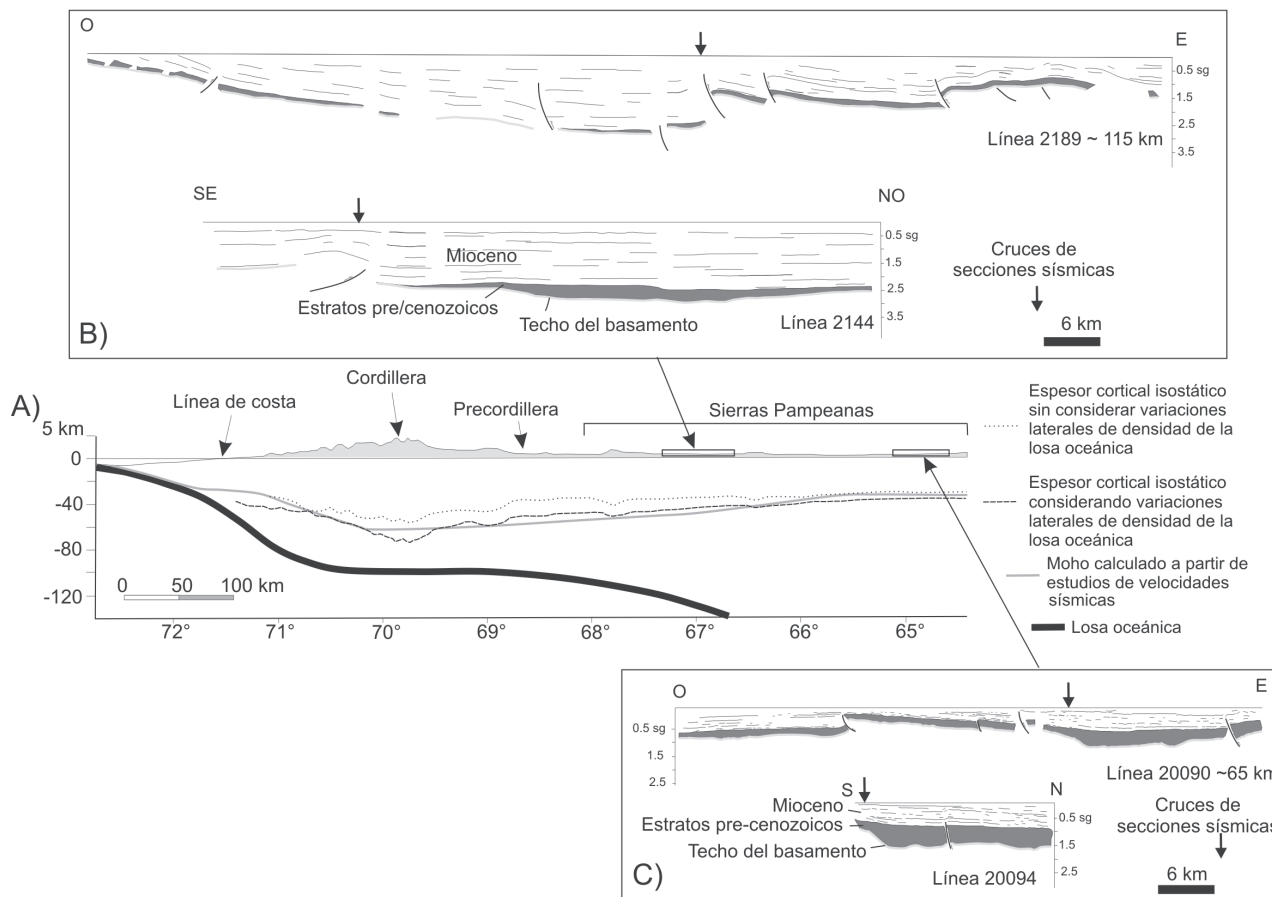 O
E
0.5 sg
1.5
2.5
3.5
Línea 2189 ~ 115 km
SE
NO
0.5 sg
1.5
2.5
3.5
Mioceno
Estratos pre/cenozoicos
Techo del basamento
Línea 2144
Cruces de
secciones sísmicas
6 km
B)
A)
Línea de costa
Cordillera
Precordillera
Sierras Pampeanas
5 km
0
-40
-80
-120
0 50 100 km
72° 71° 70° 69° 68° 67° 66° 65°
Espesor cortical isostático
sin considerar variaciones
laterales de densidad de la
losa oceánica
Espesor cortical isostático
considerando variaciones
laterales de densidad de la
losa oceánica
Moho calculado a partir de
estudios de velocidades
sísmicas
Losa oceánica
O
E
0.5 sg
1.5
2.5
Línea 20090 ~65 km
S
N
Mioceno
Estratos pre-cenozoicos
Techo del basamento
0.5 sg
1.5
2.5
Línea 20094
Cruces de
secciones sísmicas
6 km
C)